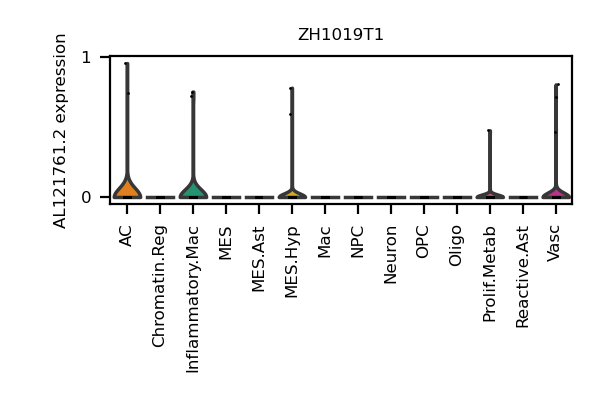 ZH1019T1
AL121761.2 expression
1
0
AC
Chromatin.Reg
Inflammatory.Mac
MES
MES.Ast
MES.Hyp
Mac
NPC
Neuron
OPC
Oligo
Prolif.Metab
Reactive.Ast
Vasc